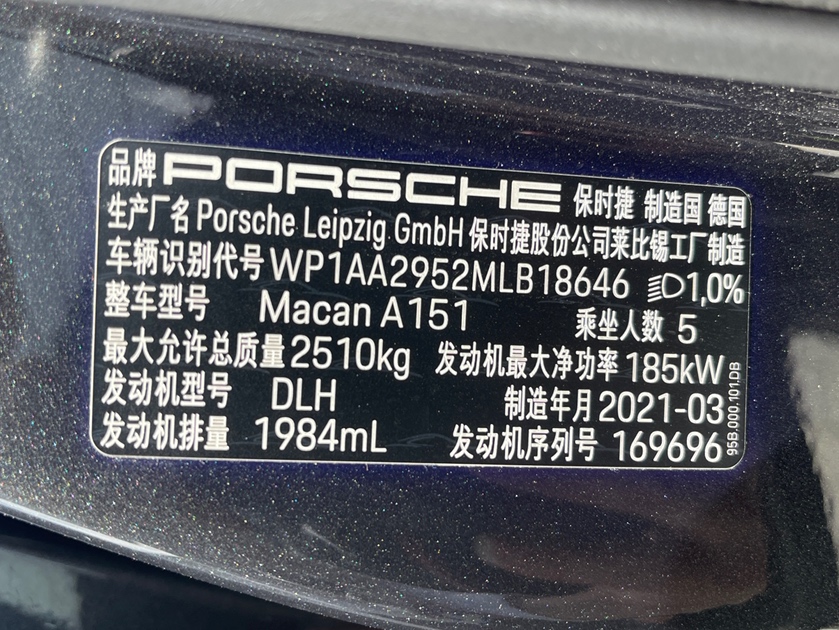 品牌 PORSCHE 保时捷 制造国 德国
生产厂名 Porsche Leipzig GmbH 保时捷股份公司莱比锡工厂制造
车辆识别代号 WP1AA2952MLB18646 1,0%
整车型号 Macan A151 乘坐人数 5
最大允许总质量 2510kg 发动机最大净功率 185kW
发动机型号 DLH 制造年月 2021-03
发动机排量 1984mL 发动机序列号 169696
95B.000.101.DB